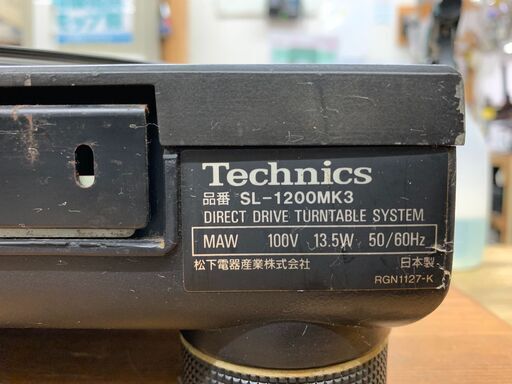 Technics
品番 SL-1200MK3
DIRECT DRIVE TURNTABLE SYSTEM
MAW 100V 13.5W 50/60Hz
松下電器産業株式会社 日本製
RGN1127-K